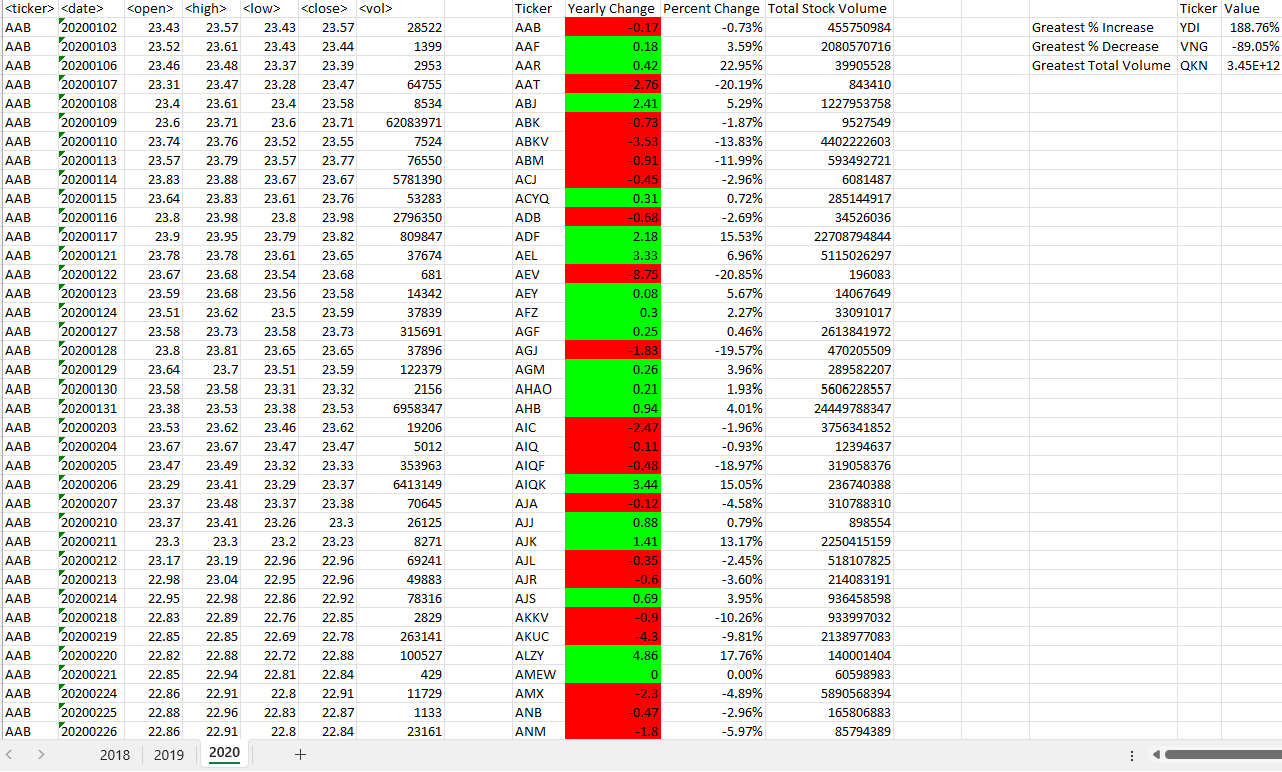 <ticker> <date> <open> <high> <low> <close> <vol> Ticker Yearly Change Percent Change Total Stock Volume Ticker Value
AAB 20200102 23.43 23.57 23.43 23.57 28522 AAB -0.17 -0.73% 455750984 Greatest % Increase YDI 188.76%
AAB 20200103 23.52 23.61 23.43 23.44 1399 AAF 0.18 3.59% 2080570716 Greatest % Decrease VNG -89.05%
AAB 20200106 23.46 23.48 23.37 23.39 2953 AAR 0.42 22.95% 39905528 Greatest Total Volume QKN 3.45E+12
AAB 20200107 23.31 23.47 23.28 23.47 64755 AAT -2.76 -20.19% 843410
AAB 20200108 23.4 23.61 23.4 23.58 8534 ABJ 2.41 5.29% 1227953758
AAB 20200109 23.6 23.71 23.6 23.71 62083971 ABK -0.73 -1.87% 9527549
AAB 20200110 23.74 23.76 23.52 23.55 7524 ABKV -3.53 -13.83% 4402222603
AAB 20200113 23.57 23.79 23.57 23.77 76550 ABM -0.91 -11.99% 593492721
AAB 20200114 23.83 23.88 23.67 23.67 5781390 ACJ -0.45 -2.96% 6081487
AAB 20200115 23.64 23.83 23.61 23.76 53283 ACYQ 0.31 0.72% 285144917
AAB 20200116 23.8 23.98 23.8 23.98 2796350 ADB -0.68 -2.69% 34526036
AAB 20200117 23.9 23.95 23.79 23.82 809847 ADF 2.18 15.53% 22708794844
AAB 20200121 23.78 23.78 23.61 23.65 37674 AEL 3.33 6.96% 5115026297
AAB 20200122 23.67 23.68 23.54 23.68 681 AEV -8.75 -20.85% 196083
AAB 20200123 23.59 23.68 23.56 23.58 14342 AEY 0.08 5.67% 14067649
AAB 20200124 23.51 23.62 23.5 23.59 37839 AFZ 0.3 2.27% 33091017
AAB 20200127 23.58 23.73 23.58 23.73 315691 AGF 0.25 0.46% 2613841972
AAB 20200128 23.8 23.81 23.65 23.65 37896 AGJ -1.83 -19.57% 470205509
AAB 20200129 23.64 23.7 23.51 23.59 122379 AGM 0.26 3.96% 289582207
AAB 20200130 23.58 23.58 23.31 23.32 2156 AHAO 0.21 1.93% 5606228557
AAB 20200131 23.38 23.53 23.38 23.53 6958347 AHB 0.94 4.01% 24449788347
AAB 20200203 23.53 23.62 23.46 23.62 19206 AIC -2.47 -1.96% 3756341852
AAB 20200204 23.67 23.67 23.47 23.47 5012 AIQ -0.11 -0.93% 12394637
AAB 20200205 23.47 23.49 23.32 23.33 353963 AIQF -0.48 -18.97% 319058376
AAB 20200206 23.29 23.41 23.29 23.37 6413149 AIQK 3.44 15.05% 236740388
AAB 20200207 23.37 23.48 23.37 23.38 70645 AJA -0.12 -4.58% 310788310
AAB 20200210 23.37 23.41 23.26 23.3 26125 AJJ 0.88 0.79% 898554
AAB 20200211 23.3 23.3 23.2 23.23 8271 AJK 1.41 13.17% 2250415159
AAB 20200212 23.17 23.19 22.96 22.96 69241 AJL -0.35 -2.45% 518107825
AAB 20200213 22.98 23.04 22.95 22.96 49883 AJR -0.6 -3.60% 214083191
AAB 20200214 22.95 22.98 22.86 22.92 78316 AJS 0.69 3.95% 936458598
AAB 20200218 22.83 22.89 22.76 22.85 2829 AKKV -0.9 -10.26% 933997032
AAB 20200219 22.85 22.85 22.69 22.78 263141 AKUC -4.3 -9.81% 2138977083
AAB 20200220 22.82 22.88 22.72 22.88 100527 ALZY 4.86 17.76% 140001404
AAB 20200221 22.85 22.94 22.81 22.84 429 AMEW 0 0.00% 60598983
AAB 20200224 22.86 22.91 22.8 22.91 11729 AMX -2.3 -4.89% 5890568394
AAB 20200225 22.88 22.96 22.83 22.87 1133 ANB -0.47 -2.96% 165806883
AAB 20200226 22.86 22.91 22.8 22.84 23161 ANM -1.8 -5.97% 85794389
2018 2019 2020